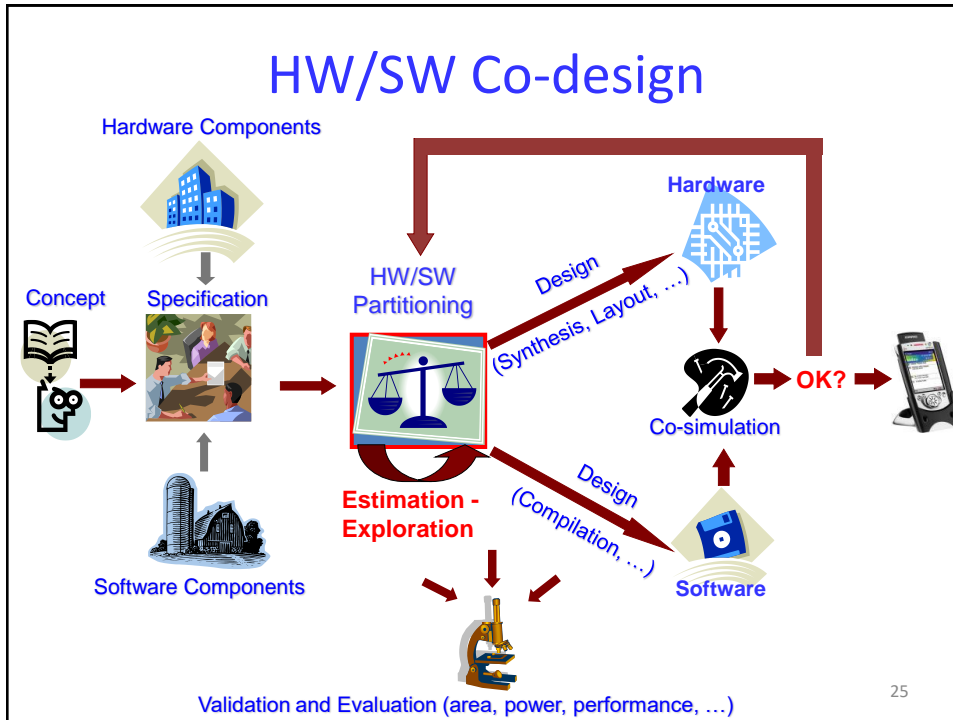 HW/SW Co-design
Hardware Components
Hardware
Concept
Specification
HW/SW
Partitioning
Design
(Synthesis, Layout, …)
OK?
Co-simulation
Estimation -
Exploration
Design
(Compilation, …)
Software Components
Software
Validation and Evaluation (area, power, performance, …)
25